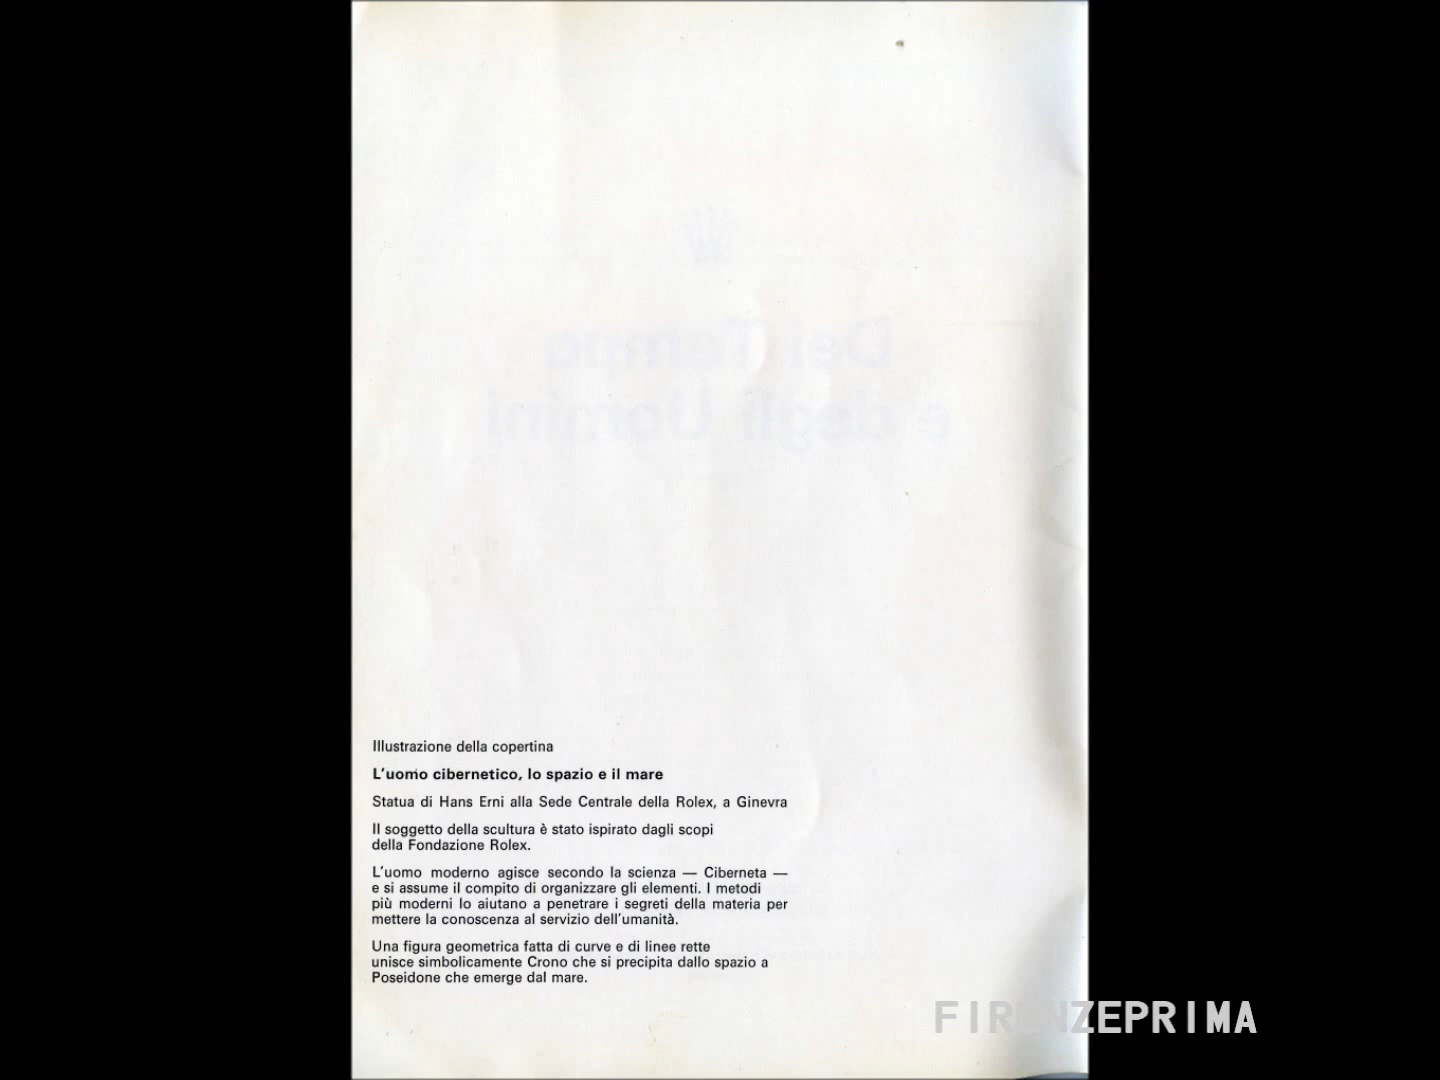 Del Tempo
e degli Uomini
Illustrazione della copertina
L'uomo cibernetico, lo spazio e il mare
Statua di Hans Erni alla Sede Centrale della Rolex, a Ginevra
Il soggetto della scultura è stato ispirato dagli scopi
della Fondazione Rolex.
L'uomo moderno agisce secondo la scienza — Ciberneta —
e si assume il compito di organizzare gli elementi. I metodi
più moderni lo aiutano a penetrare i segreti della materia per
mettere la conoscenza al servizio dell'umanità.
Una figura geometrica fatta di curve e di linee rette
unisce simbolicamente Crono che si precipita dallo spazio a
Poseidone che emerge dal mare.
FIRENZEPRIMA